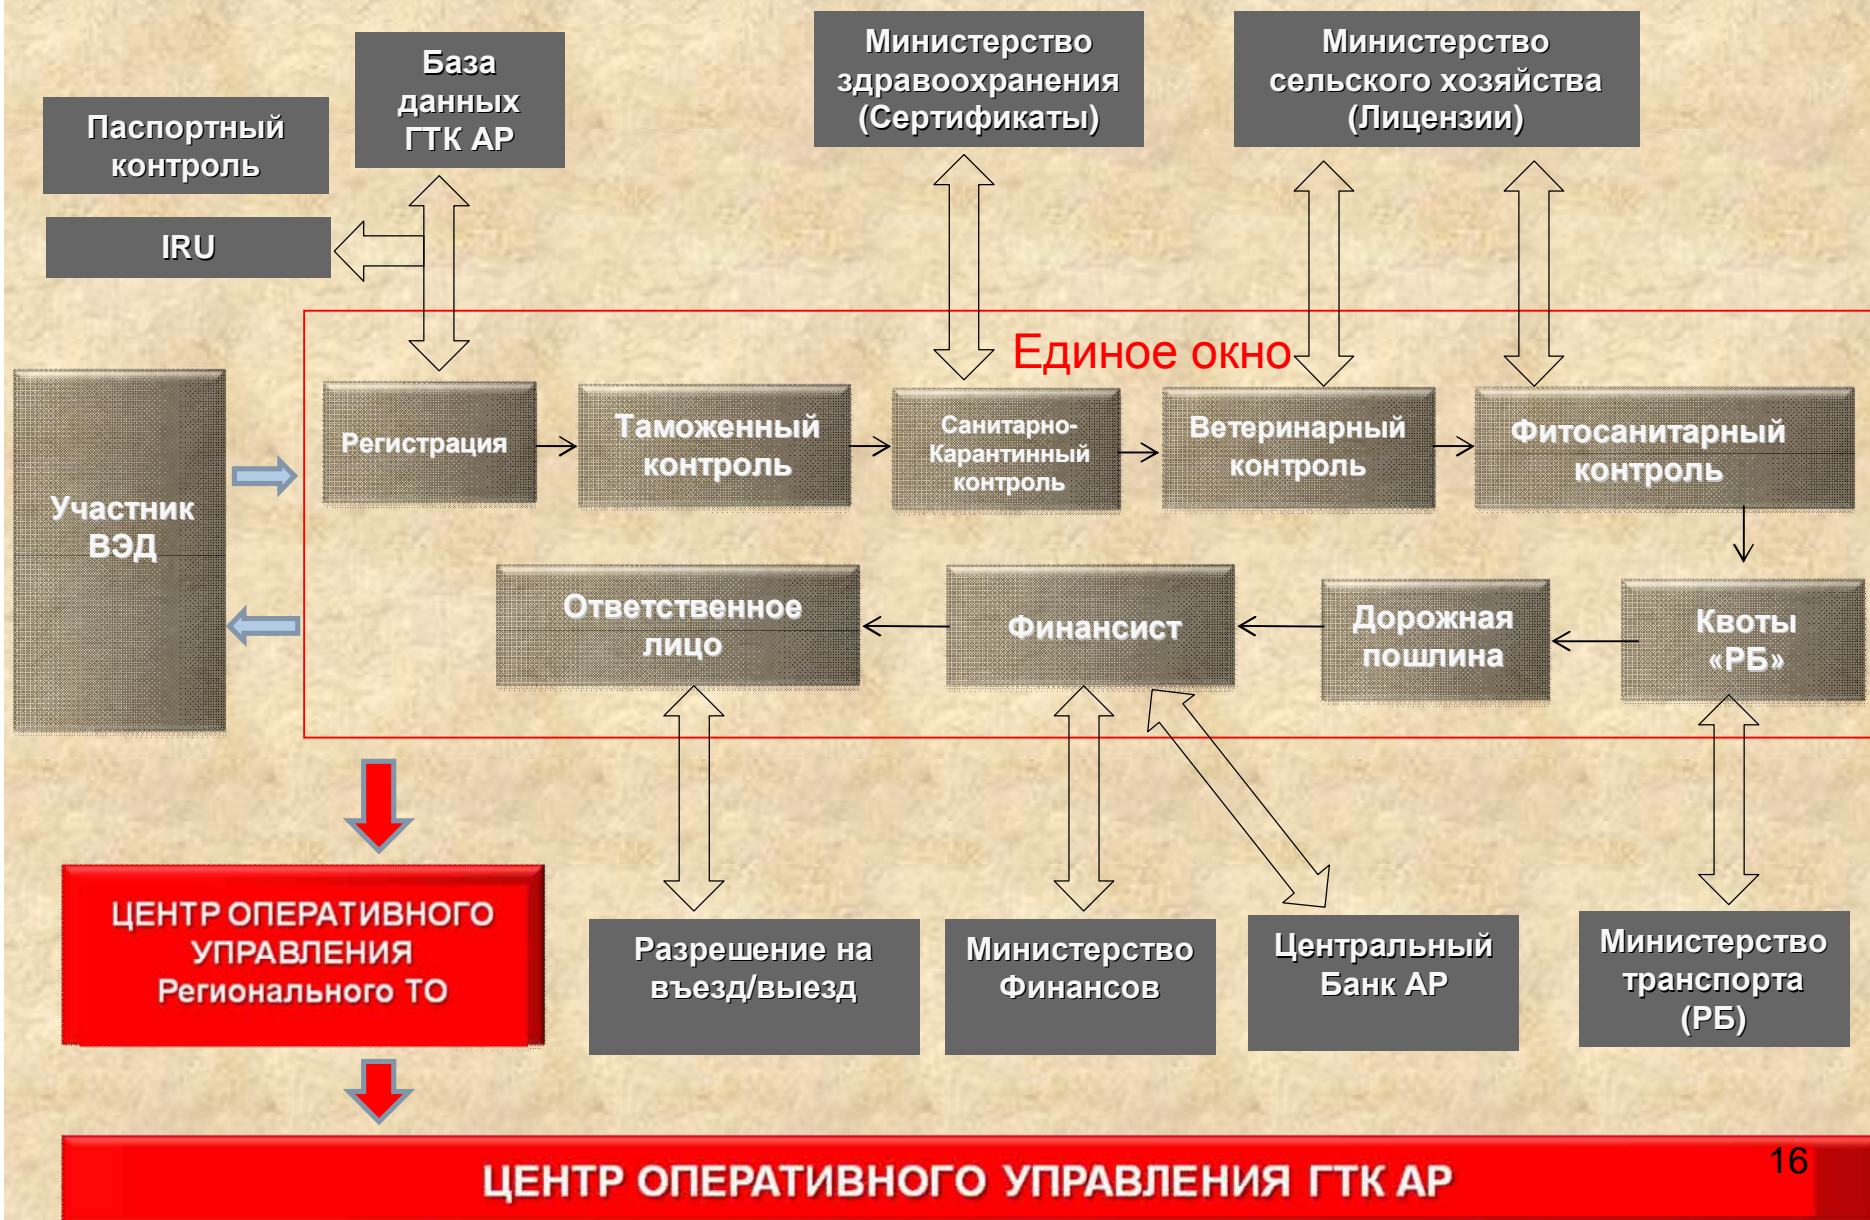 База
данных
ГТК АР
Министерство
здравоохранения
(Сертификаты)
Министерство
сельского хозяйства
(Лицензии)
Паспортный
контроль
IRU
Единое окно
Участник
ВЭД
Регистрация
Таможенный
контроль
Санитарно-
Карантинный
контроль
Ветеринарный
контроль
Фитосанитарный
контроль
Ответственное
лицо
Финансист
Дорожная
пошлина
Квоты
«РБ»
ЦЕНТР ОПЕРАТИВНОГО
УПРАВЛЕНИЯ
Регионального ТО
Разрешение на
въезд/выезд
Министерство
Финансов
Центральный
Банк АР
Министерство
транспорта
(РБ)
16
ЦЕНТР ОПЕРАТИВНОГО УПРАВЛЕНИЯ ГТК АР